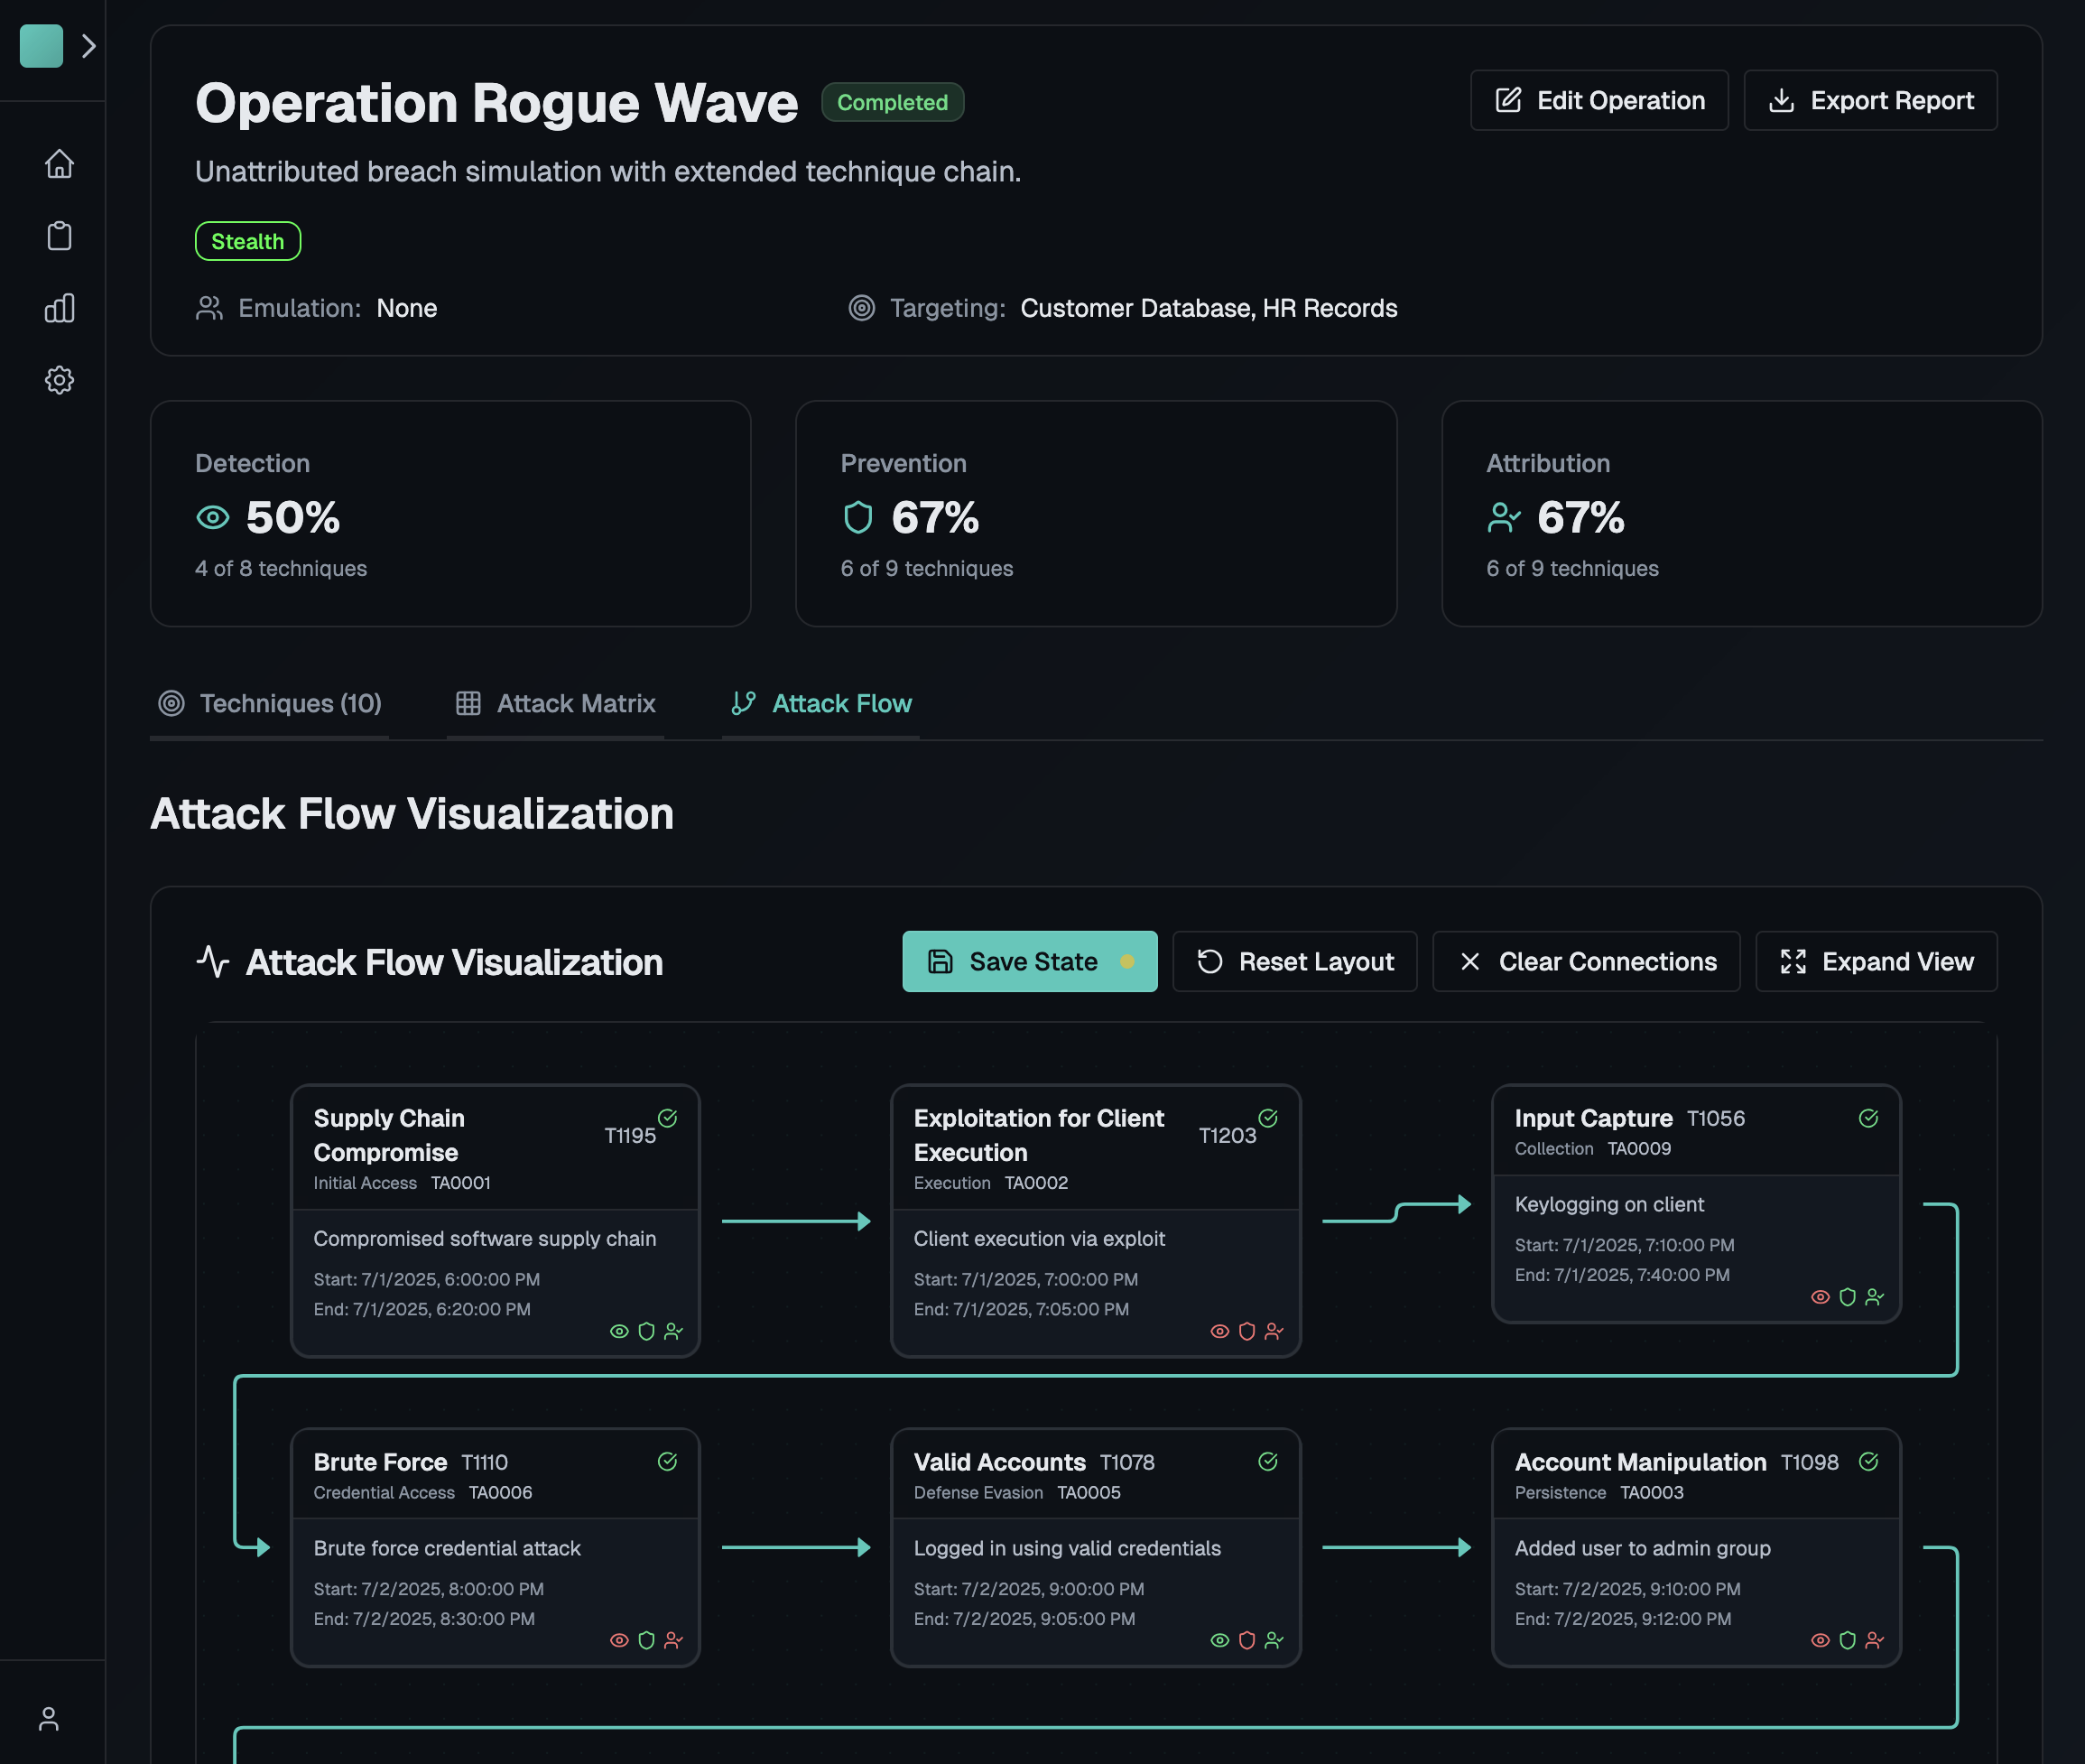 Operation Rogue Wave
Completed
Edit Operation
Export Report
Unattributed breach simulation with extended technique chain.
Stealth
Emulation: None
Targeting: Customer Database, HR Records
Detection
50%
4 of 8 techniques
Prevention
67%
6 of 9 techniques
Attribution
67%
6 of 9 techniques
Techniques (10)
Attack Matrix
Attack Flow
Attack Flow Visualization
Attack Flow Visualization
Save State
Reset Layout
Clear Connections
Expand View
Supply Chain
Compromise
T1195
Initial Access TA0001
Compromised software supply chain
Start: 7/1/2025, 6:00:00 PM
End: 7/1/2025, 6:20:00 PM
Exploitation for Client
Execution
T1203
Execution TA0002
Client execution via exploit
Start: 7/1/2025, 7:00:00 PM
End: 7/1/2025, 7:05:00 PM
Input Capture T1056
Collection TA0009
Keylogging on client
Start: 7/1/2025, 7:10:00 PM
End: 7/1/2025, 7:40:00 PM
Brute Force T1110
Credential Access TA0006
Brute force credential attack
Start: 7/2/2025, 8:00:00 PM
End: 7/2/2025, 8:30:00 PM
Valid Accounts T1078
Defense Evasion TA0005
Logged in using valid credentials
Start: 7/2/2025, 9:00:00 PM
End: 7/2/2025, 9:05:00 PM
Account Manipulation T1098
Persistence TA0003
Added user to admin group
Start: 7/2/2025, 9:10:00 PM
End: 7/2/2025, 9:12:00 PM